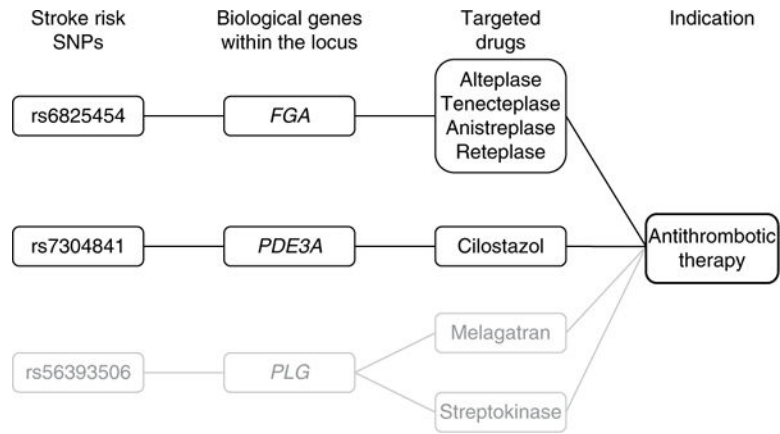 Stroke risk
SNPs
Biological genes
within the locus
Targeted
drugs
Indication
rs6825454
FGA
Alteplase
Tenecteplase
Anistreplase
Reteplase
rs7304841
PDE3A
Cilostazol
Antithrombotic
therapy
rs56393506
PLG
Melagatran
Streptokinase